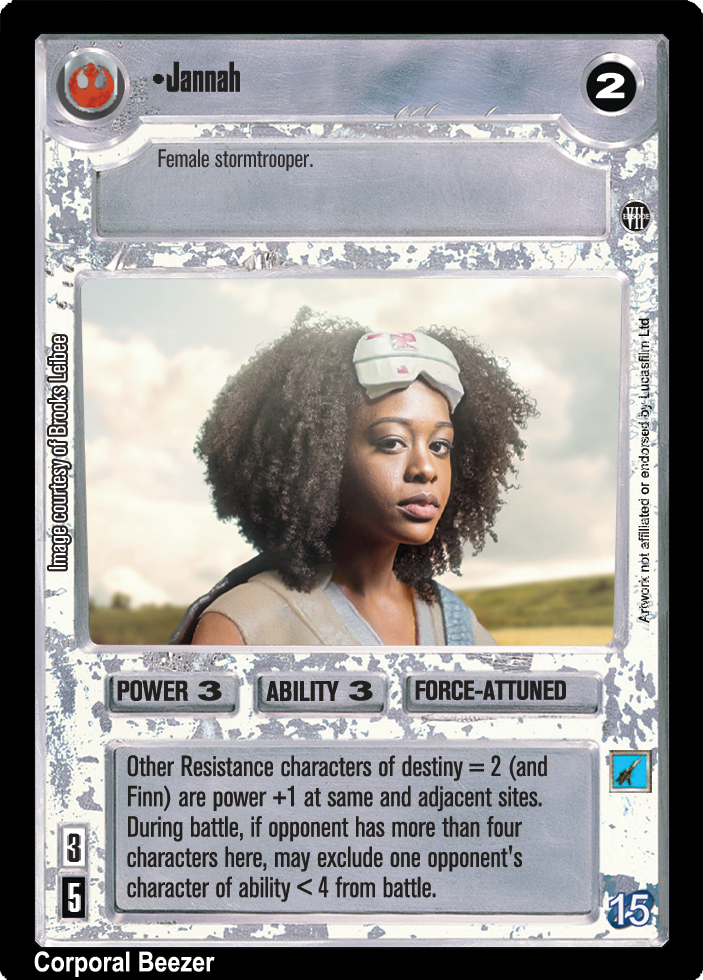 •Jannah
2
Female stormtrooper.
EPISODE
VII
Image courtesy of Brooks Leibee
Artwork not affiliated or endorsed by Lucasfilm Ltd
POWER 3
ABILITY 3
FORCE-ATTUNED
Other Resistance characters of destiny = 2 (and
Finn) are power +1 at same and adjacent sites.
During battle, if opponent has more than four
characters here, may exclude one opponent's
character of ability < 4 from battle.
3
5
15
Corporal Beezer